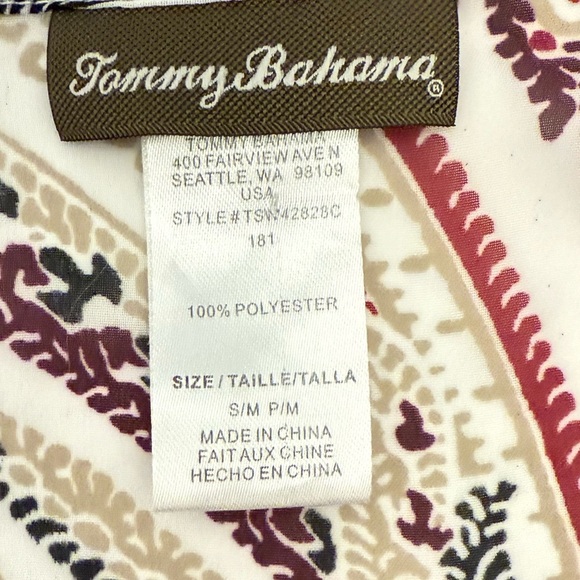 Tommy Bahama®
TOMMY BAHAMA
400 FAIRVIEW AVE N
SEATTLE, WA 98109
USA
STYLE#TSW42828C
181
100% POLYESTER
SIZE/TAILLE/TALLA
S/M P/M
MADE IN CHINA
FAIT AUX CHINE
HECHO EN CHINA